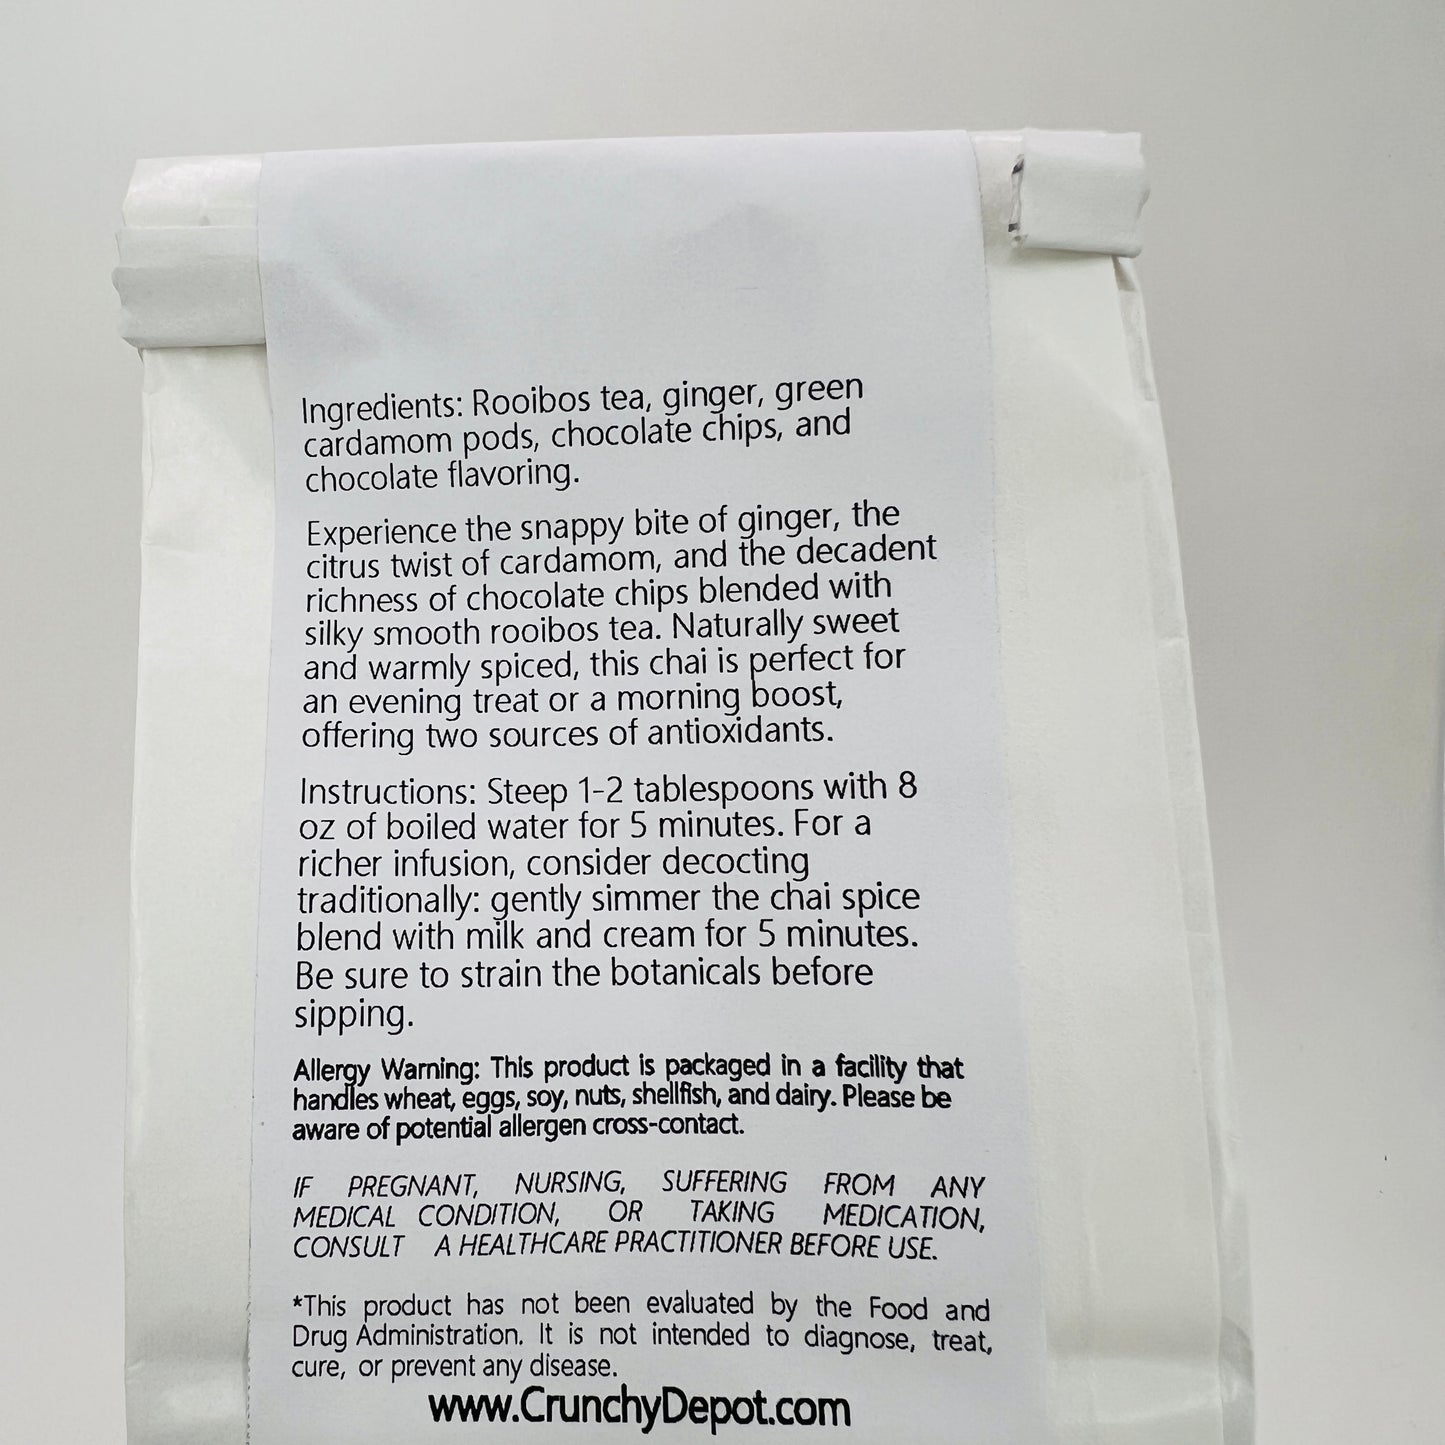 Ingredients: Rooibos tea, ginger, green
cardamom pods, chocolate chips, and
chocolate flavoring.
Experience the snappy bite of ginger, the
citrus twist of cardamom, and the decadent
richness of chocolate chips blended with
silky smooth rooibos tea. Naturally sweet
and warmly spiced, this chai is perfect for
an evening treat or a morning boost,
offering two sources of antioxidants.
Instructions: Steep 1-2 tablespoons with 8
oz of boiled water for 5 minutes. For a
richer infusion, consider decocting
traditionally: gently simmer the chai spice
blend with milk and cream for 5 minutes.
Be sure to strain the botanicals before
sipping.
Allergy Warning: This product is packaged in a facility that
handles wheat, eggs, soy, nuts, shellfish, and dairy. Please be
aware of potential allergen cross-contact.
IF PREGNANT, NURSING, SUFFERING FROM ANY
MEDICAL CONDITION, OR TAKING MEDICATION,
CONSULT A HEALTHCARE PRACTITIONER BEFORE USE.
*This product has not been evaluated by the Food and
Drug Administration. It is not intended to diagnose, treat,
cure, or prevent any disease.
www.CrunchyDepot.com